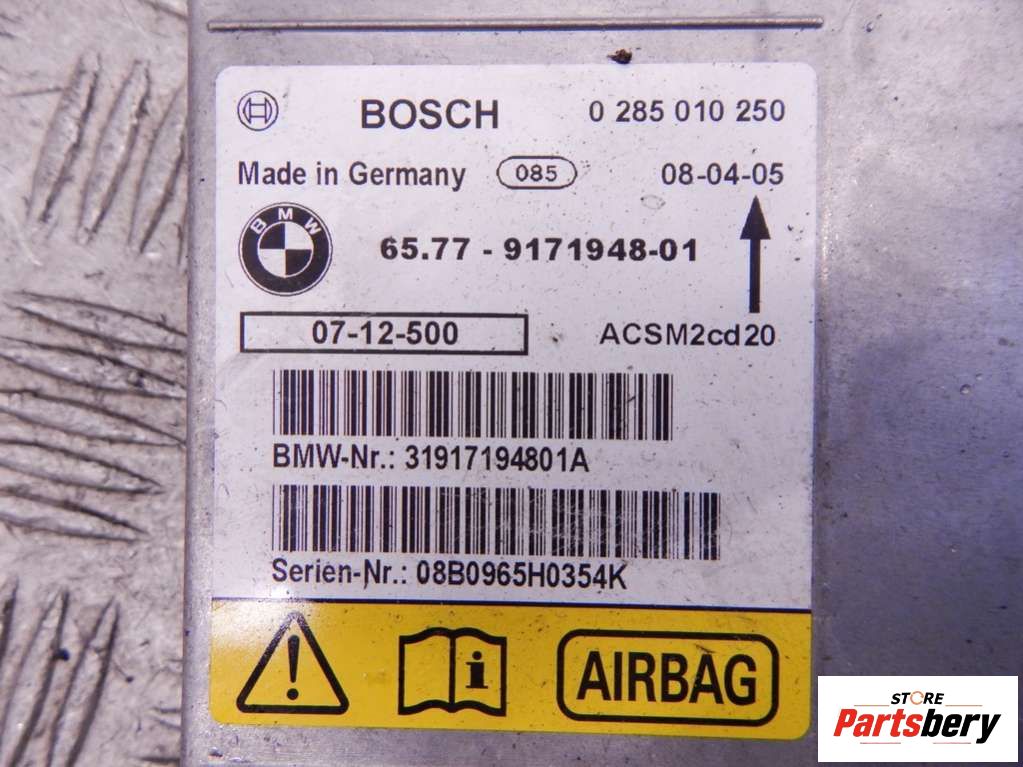 BOSCH 0 285 010 250
Made in Germany 085 08-04-05
BMW
65.77 - 9171948-01
07-12-500 ACSM2cd20
BMW-Nr.: 31917194801A
Serien-Nr.: 08B0965H0354K
i AIRBAG
STORE
Partsbery